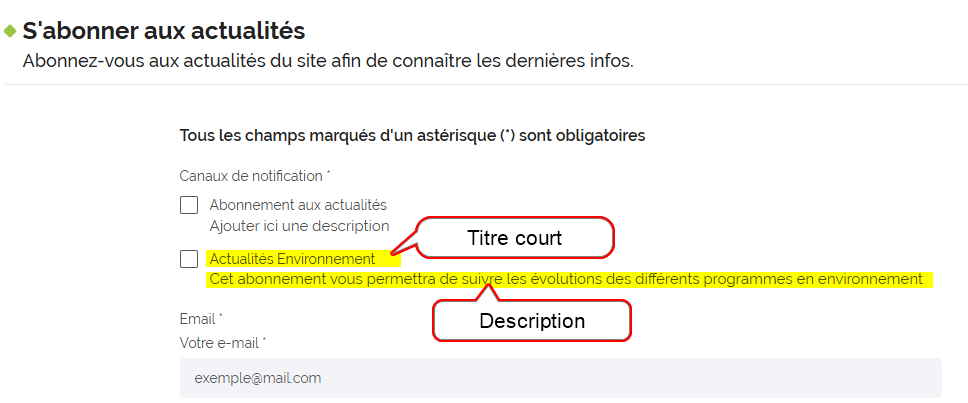 S'abonner aux actualités
Abonnez-vous aux actualités du site afin de connaître les dernières infos.
Tous les champs marqués d'un astérisque (*) sont obligatoires
Canaux de notification *
Abonnement aux actualités
Ajouter ici une description
Titre court
Actualités Environnement
Cet abonnement vous permettra de suivre les évolutions des différents programmes en environnement
Description
Email *
Votre e-mail *
exemple@mail.com